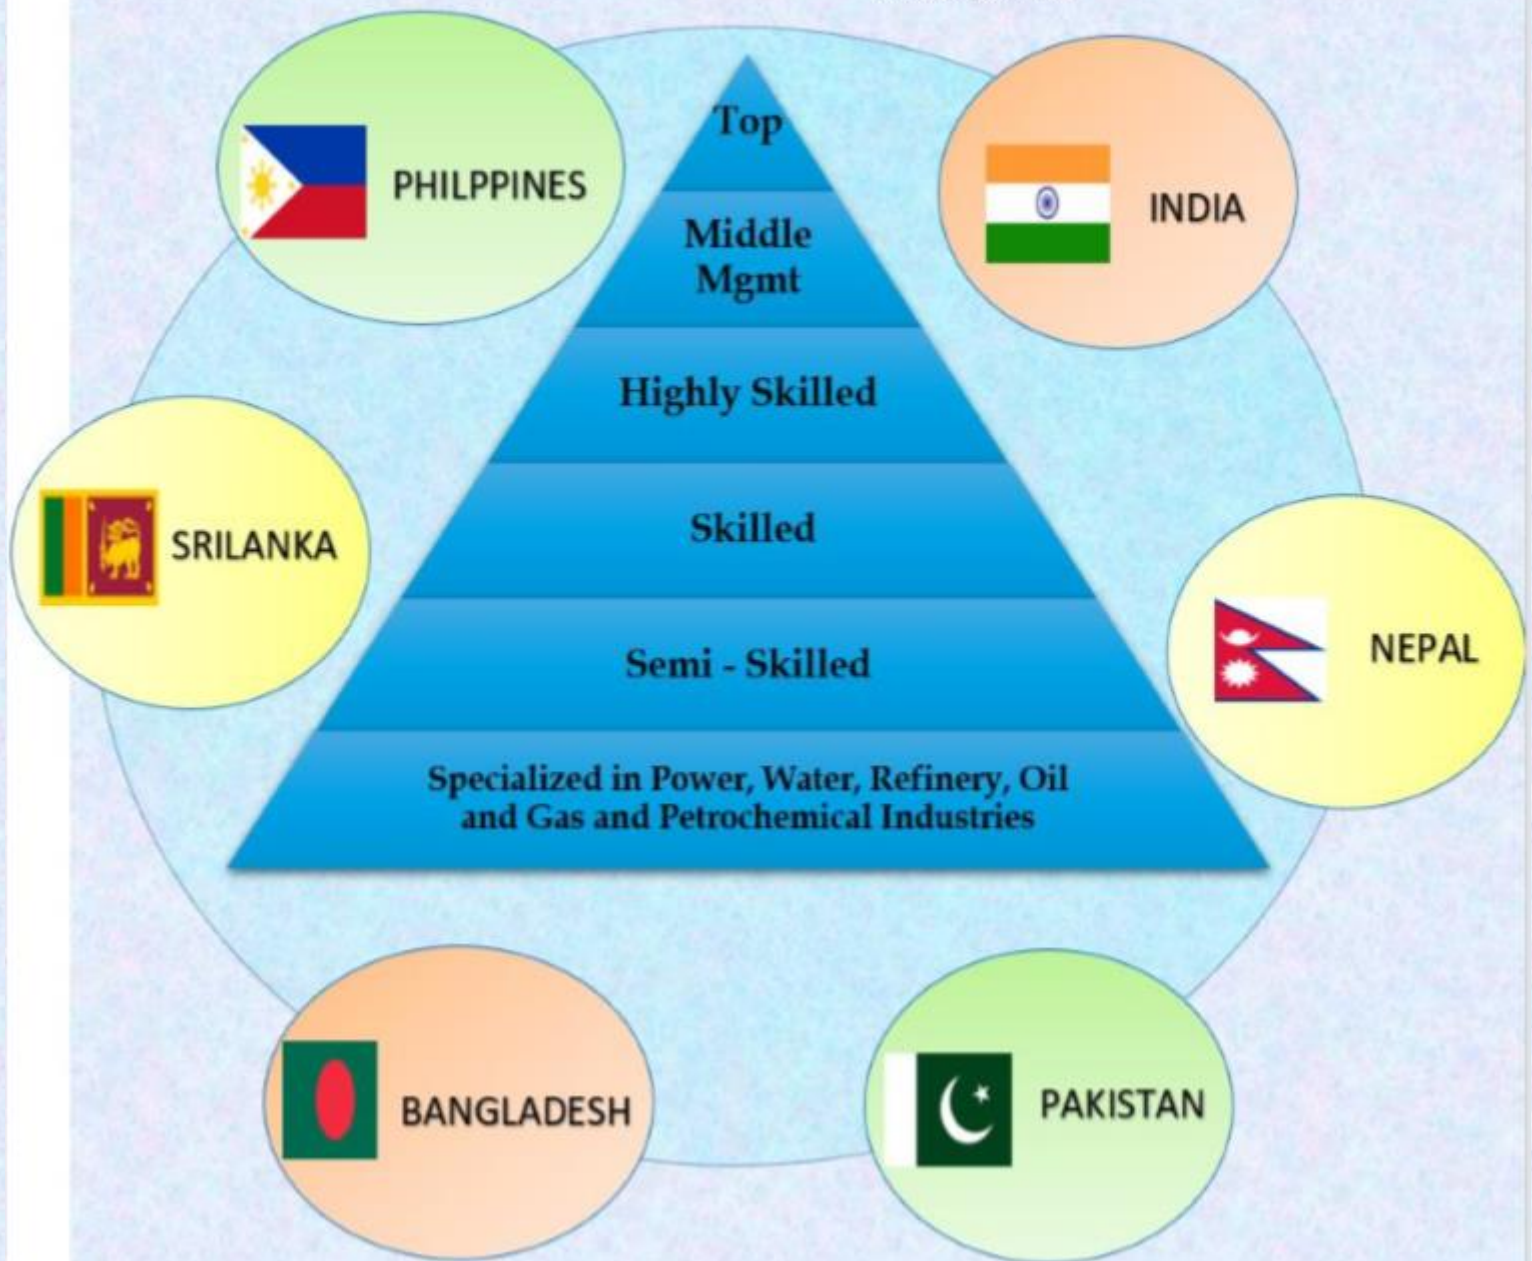 Top
PHILPPINES
INDIA
Middle
Mgmt
Highly Skilled
Skilled
SRILANKA
NEPAL
Semi - Skilled
Specialized in Power, Water, Refinery, Oil
and Gas and Petrochemical Industries
BANGLADESH
PAKISTAN